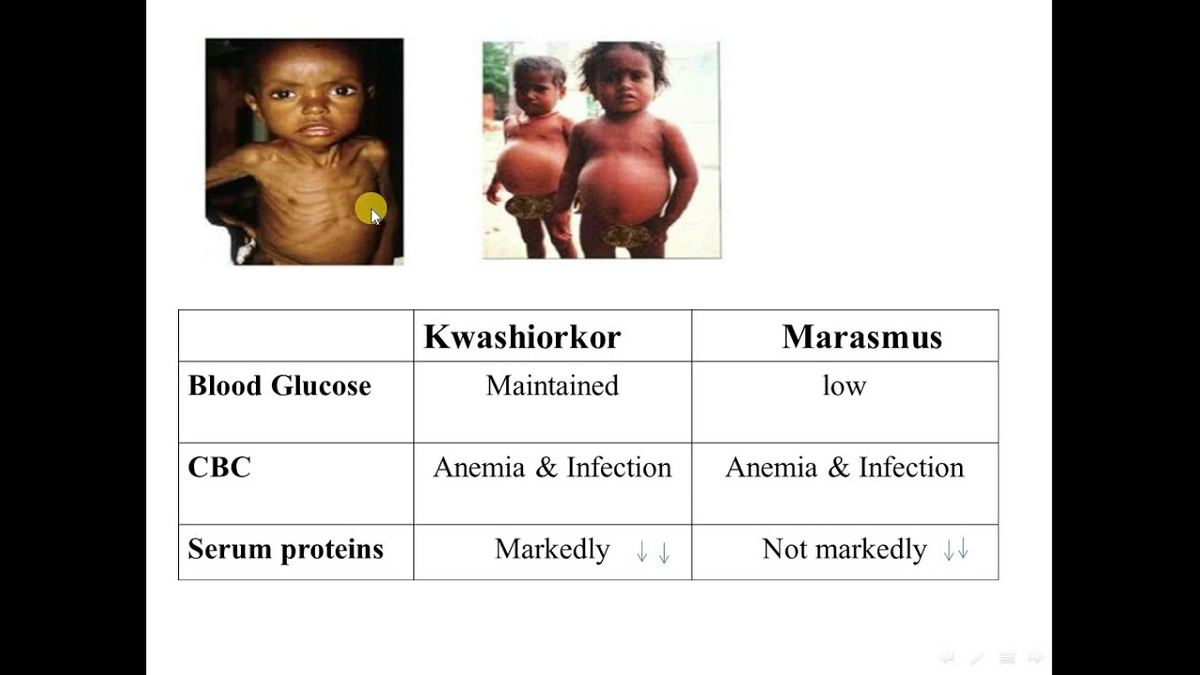 Kwashiorkor Marasmus
Blood Glucose Maintained low
CBC Anemia & Infection Anemia & Infection
Serum proteins Markedly ↓ ↓ Not markedly ↓↓